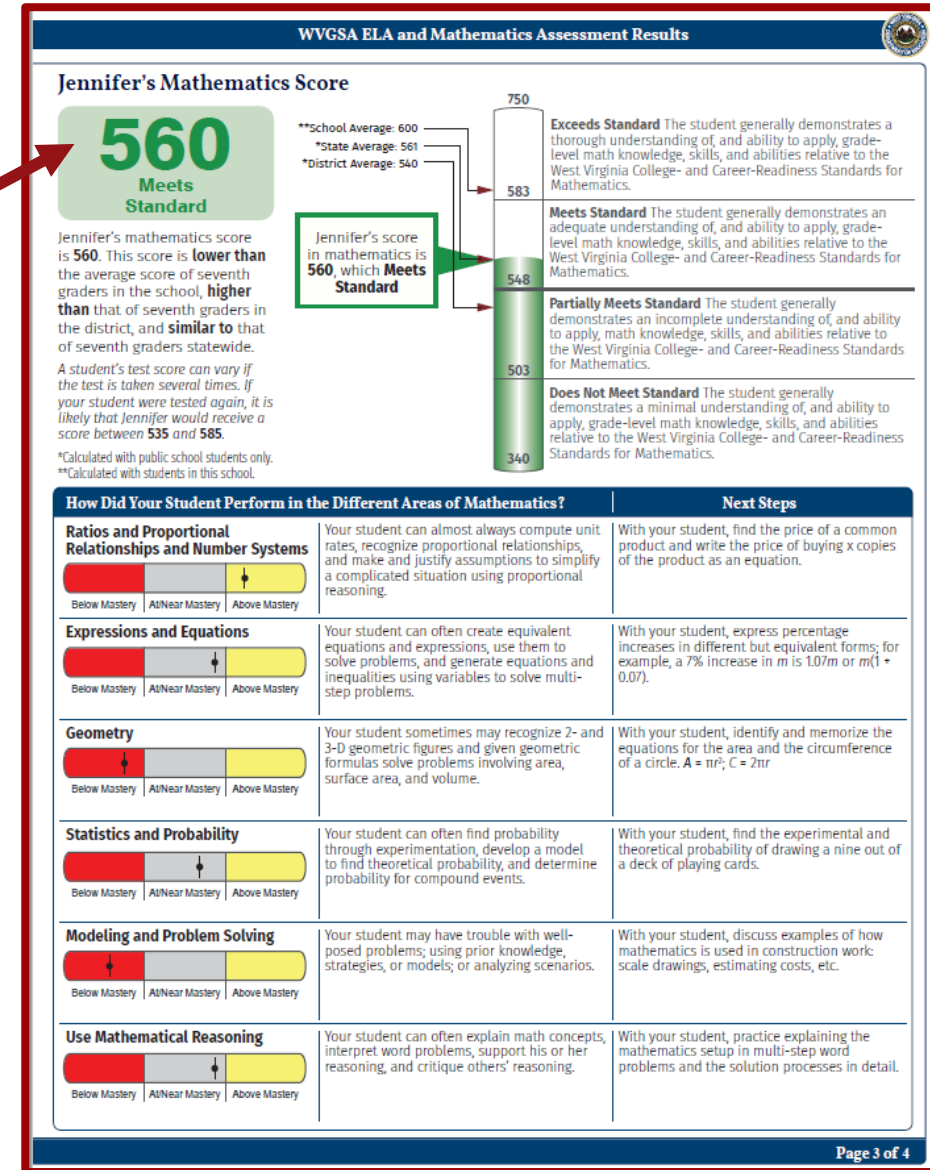 WVGSA ELA and Mathematics Assessment Results
Jennifer's Mathematics Score
560
Meets
Standard
Jennifer's mathematics score
is 560. This score is lower than
the average score of seventh
graders in the school, higher
than that of seventh graders in
the district, and similar to that
of seventh graders statewide.
A student's test score can vary if
the test is taken several times. If
your student were tested again, it is
likely that Jennifer would receive a
score between 535 and 585.
*Calculated with public school students only.
**Calculated with students in this school.
**School Average: 600
*State Average: 561
*District Average: 540
Jennifer's score
in mathematics is
560, which Meets
Standard
750
583
548
503
340
Exceeds Standard The student generally demonstrates a
thorough understanding of, and ability to apply, grade-
level math knowledge, skills, and abilities relative to the
West Virginia College- and Career-Readiness Standards for
Mathematics.
Meets Standard The student generally demonstrates an
adequate understanding of, and ability to apply, grade-
level math knowledge, skills, and abilities relative to the
West Virginia College- and Career-Readiness Standards for
Mathematics.
Partially Meets Standard The student generally
demonstrates an incomplete understanding of, and ability
to apply, math knowledge, skills, and abilities relative to
the West Virginia College- and Career-Readiness Standards
for Mathematics.
Does Not Meet Standard The student generally
demonstrates a minimal understanding of, and ability to
apply, grade-level math knowledge, skills, and abilities
relative to the West Virginia College- and Career-Readiness
Standards for Mathematics.
How Did Your Student Perform in the Different Areas of Mathematics?
Next Steps
Ratios and Proportional
Relationships and Number Systems
Below Mastery At/Near Mastery Above Mastery
Your student can almost always compute unit
rates, recognize proportional relationships,
and make and justify assumptions to simplify
a complicated situation using proportional
reasoning.
With your student, find the price of a common
product and write the price of buying x copies
of the product as an equation.
Expressions and Equations
Below Mastery At/Near Mastery Above Mastery
Your student can often create equivalent
equations and expressions, use them to
solve problems, and generate equations and
inequalities using variables to solve multi-
step problems.
With your student, express percentage
increases in different but equivalent forms; for
example, a 7% increase in m is 1.07m or m(1 +
0.07).
Geometry
Below Mastery At/Near Mastery Above Mastery
Your student sometimes may recognize 2- and
3-D geometric figures and given geometric
formulas solve problems involving area,
surface area, and volume.
With your student, identify and memorize the
equations for the area and the circumference
of a circle. A = πr²; C = 2πr
Statistics and Probability
Below Mastery At/Near Mastery Above Mastery
Your student can often find probability
through experimentation, develop a model
to find theoretical probability, and determine
probability for compound events.
With your student, find the experimental and
theoretical probability of drawing a nine out of
a deck of playing cards.
Modeling and Problem Solving
Below Mastery At/Near Mastery Above Mastery
Your student may have trouble with well-
posed problems; using prior knowledge,
strategies, or models; or analyzing scenarios.
With your student, discuss examples of how
mathematics is used in construction work:
scale drawings, estimating costs, etc.
Use Mathematical Reasoning
Below Mastery At/Near Mastery Above Mastery
Your student can often explain math concepts,
interpret word problems, support his or her
reasoning, and critique others' reasoning.
With your student, practice explaining the
mathematics setup in multi-step word
problems and the solution processes in detail.
Page 3 of 4